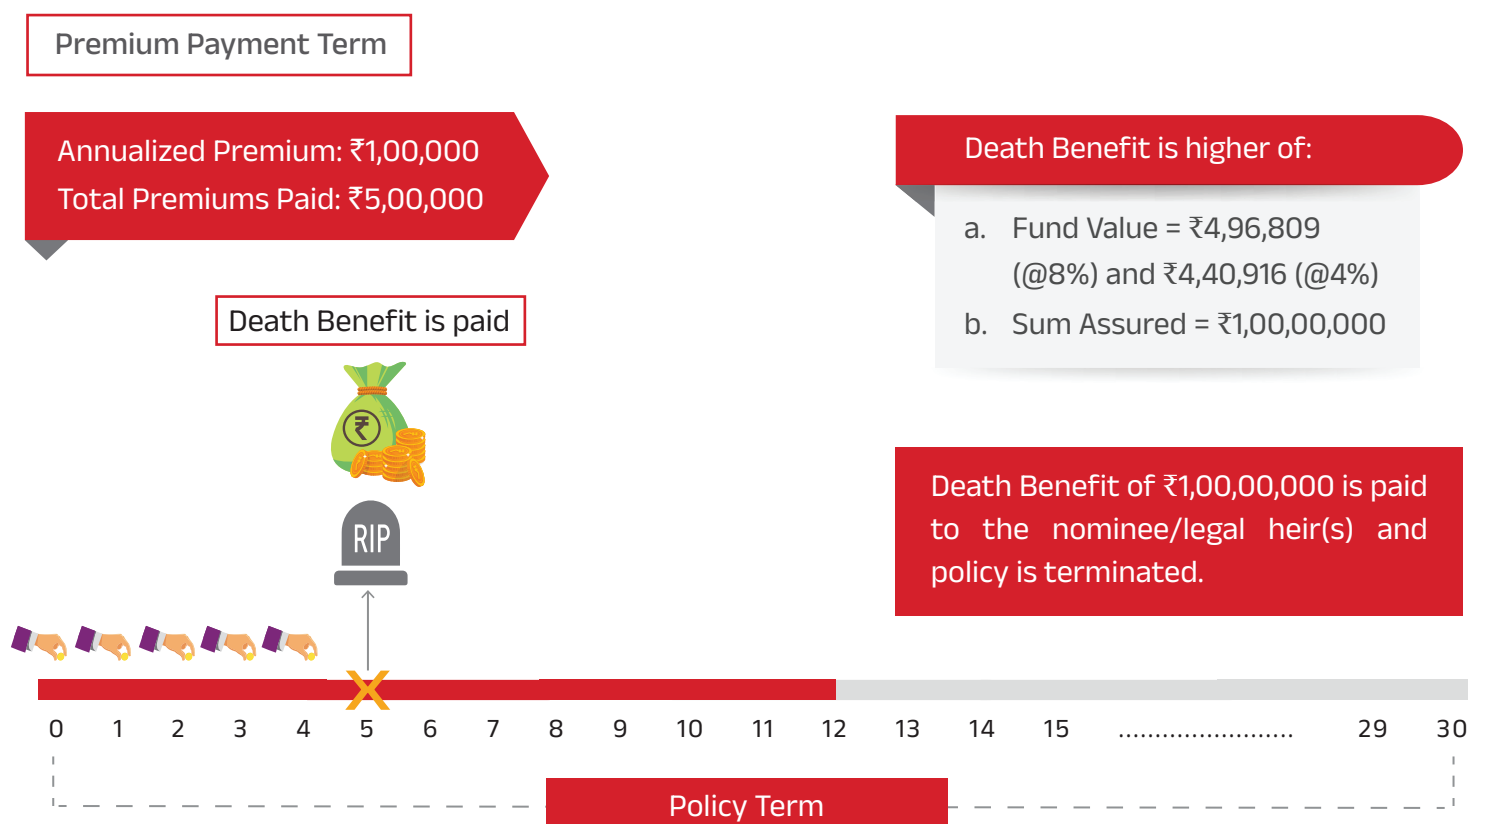 Premium Payment Term
Annualized Premium: ₹1,00,000
Total Premiums Paid: ₹5,00,000
Death Benefit is higher of:
a. Fund Value = ₹4,96,809
(@8%) and ₹4,40,916 (@4%)
b. Sum Assured = ₹1,00,00,000
Death Benefit is paid
₹
RIP
Death Benefit of ₹1,00,00,000 is paid
to the nominee/legal heir(s) and
policy is terminated.
X
0 1 2 3 4 5 6 7 8 9 10 11 12 13 14 15 ........................ 29 30
Policy Term